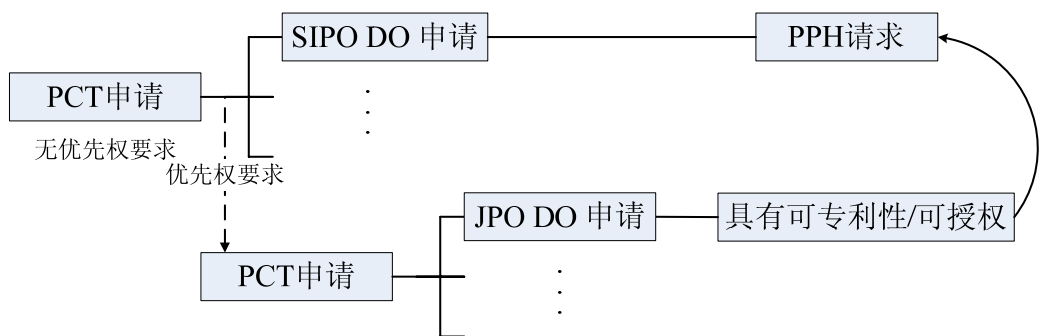 SIPO DO 申请
PPH请求
PCT申请
无优先权要求
优先权要求
JPO DO 申请
具有可专利性/可授权
PCT申请